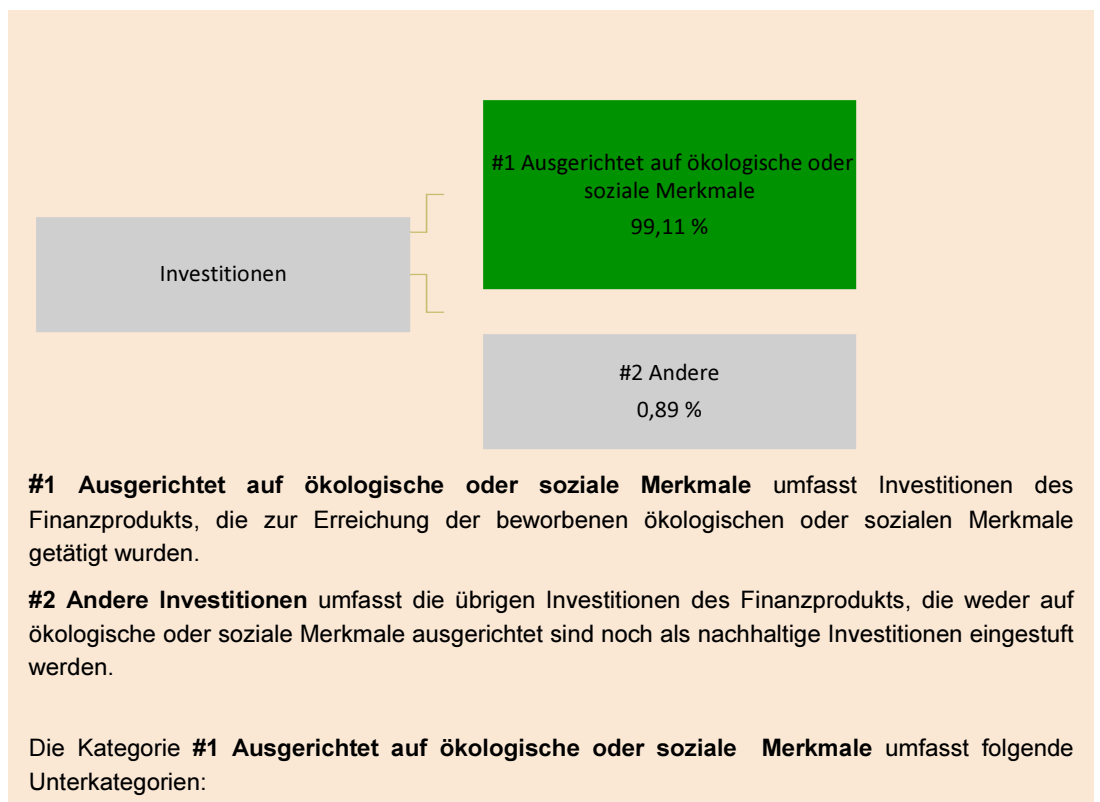 #1 Ausgerichtet auf ökologische oder
soziale Merkmale
99,11 %
Investitionen
#2 Andere
0,89 %
#1 Ausgerichtet auf ökologische oder soziale Merkmale umfasst Investitionen des
Finanzprodukts, die zur Erreichung der beworbenen ökologischen oder sozialen Merkmale
getätigt wurden.
#2 Andere Investitionen umfasst die übrigen Investitionen des Finanzprodukts, die weder auf
ökologische oder soziale Merkmale ausgerichtet sind noch als nachhaltige Investitionen eingestuft
werden.
Die Kategorie #1 Ausgerichtet auf ökologische oder soziale Merkmale umfasst folgende
Unterkategorien: